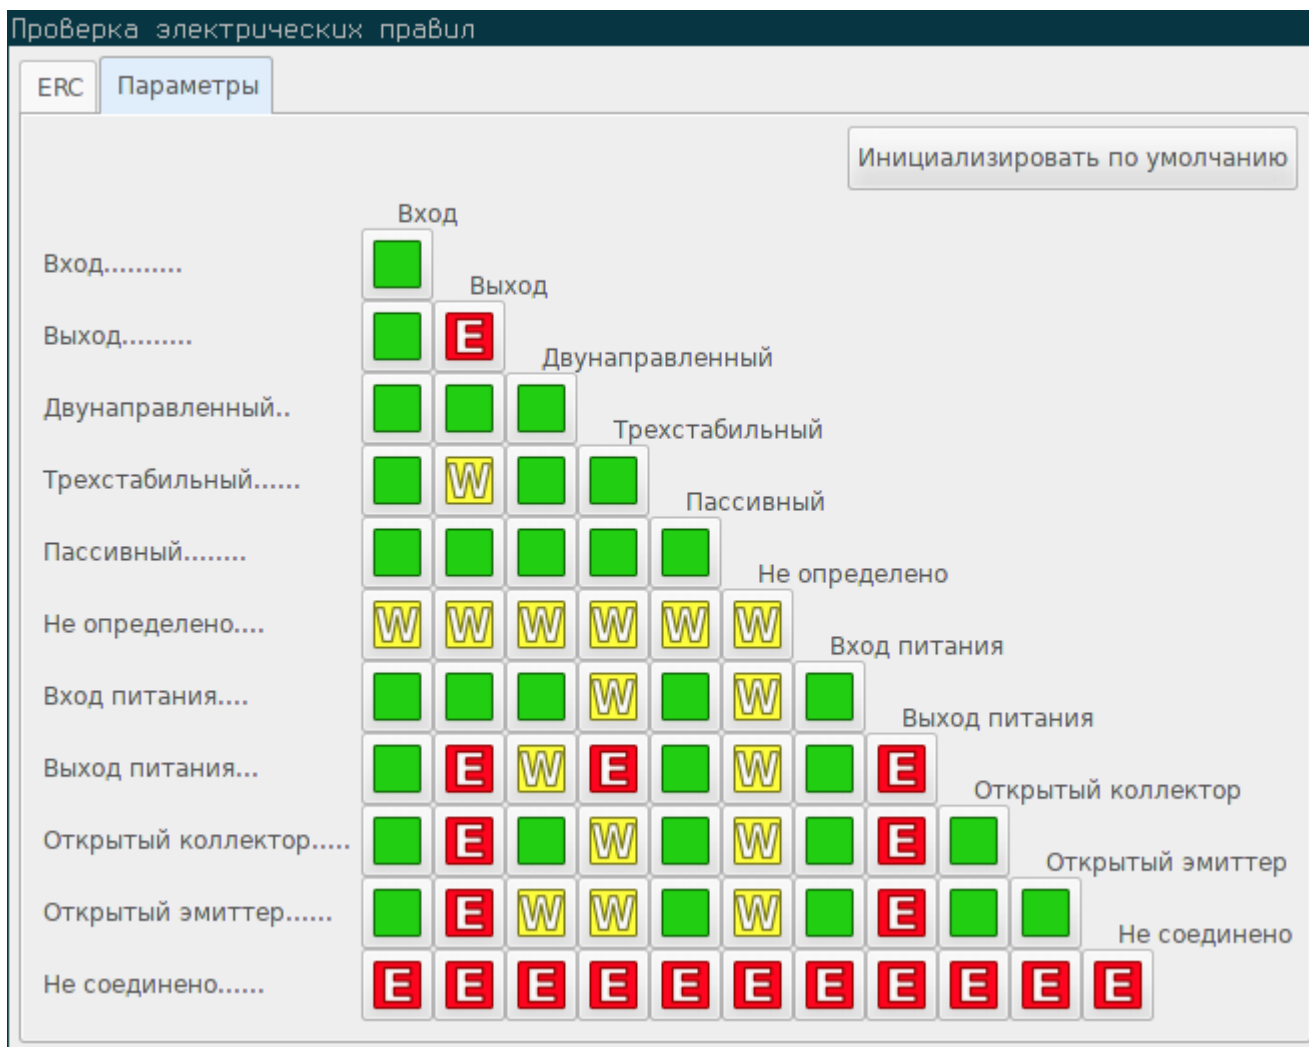 Проверка электрических правил
ERC Параметры
Инициализировать по умолчанию
Вход
Вход..........
Выход
Выход.........
E
Двунаправленный
Двунаправленный..
Трехстабильный
Трехстабильный......
W
Пассивный
Пассивный........
Не определено
Не определено....
W W W W W W
Вход питания
Вход питания....
W W
Выход питания
Выход питания...
E W E W E
Открытый коллектор
Открытый коллектор.....
E W W E
Открытый эмиттер
Открытый эмиттер......
E W W W E
Не соединено
Не соединено......
E E E E E E E E E E E